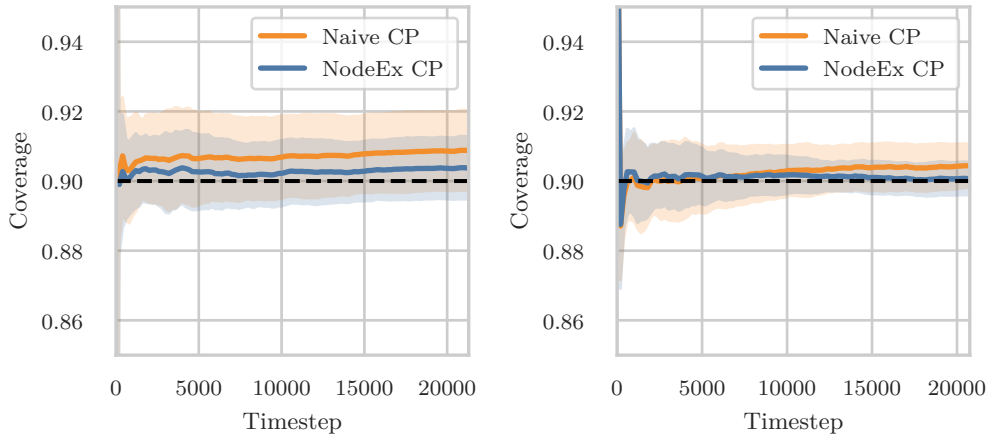 0.94
0.92
0.90
0.88
0.86
Coverage
Naive CP
NodeEx CP
0 5000 10000 15000 20000
Timestep
0.94
0.92
0.90
0.88
0.86
Coverage
Naive CP
NodeEx CP
0 5000 10000 15000 20000
Timestep